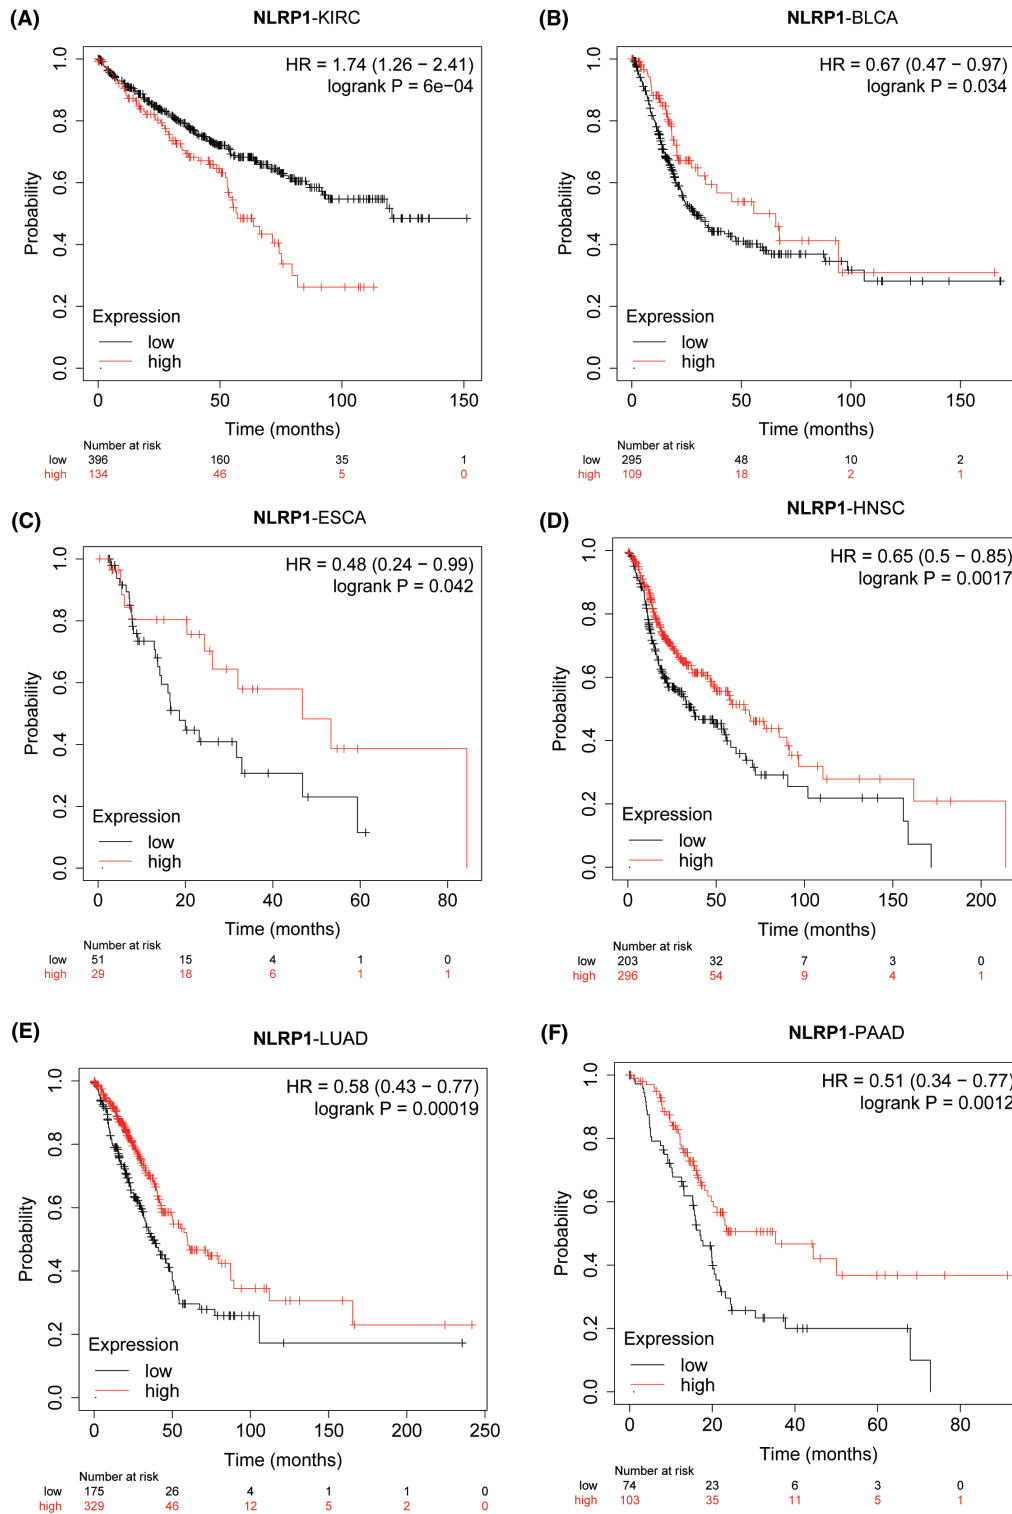 (A) NLRP1-KIRC
HR = 1.74 (1.26 − 2.41)
logrank P = 6e−04
Probability
1.0
0.8
0.6
0.4
0.2
0.0
Expression
low
high
0 50 100 150
Time (months)
Number at risk
low 396 160 35 1
high 134 46 5 0
(B) NLRP1-BLCA
HR = 0.67 (0.47 − 0.97)
logrank P = 0.034
Probability
1.0
0.8
0.6
0.4
0.2
0.0
Expression
low
high
0 50 100 150
Time (months)
Number at risk
low 295 48 10 2
high 109 18 2 1
(C) NLRP1-ESCA
HR = 0.48 (0.24 − 0.99)
logrank P = 0.042
Probability
1.0
0.8
0.6
0.4
0.2
0.0
Expression
low
high
0 20 40 60 80
Time (months)
Number at risk
low 51 15 4 1 0
high 29 18 6 1 1
(D) NLRP1-HNSC
HR = 0.65 (0.5 − 0.85)
logrank P = 0.0017
Probability
1.0
0.8
0.6
0.4
0.2
0.0
Expression
low
high
0 50 100 150 200
Time (months)
Number at risk
low 203 32 7 3 0
high 296 54 9 4 1
(E) NLRP1-LUAD
HR = 0.58 (0.43 − 0.77)
logrank P = 0.00019
Probability
1.0
0.8
0.6
0.4
0.2
0.0
Expression
low
high
0 50 100 150 200 250
Time (months)
Number at risk
low 175 26 4 1 1 0
high 329 46 12 5 2 0
(F) NLRP1-PAAD
HR = 0.51 (0.34 − 0.77)
logrank P = 0.0012
Probability
1.0
0.8
0.6
0.4
0.2
0.0
Expression
low
high
0 20 40 60 80
Time (months)
Number at risk
low 74 23 6 3 0
high 103 35 11 5 1